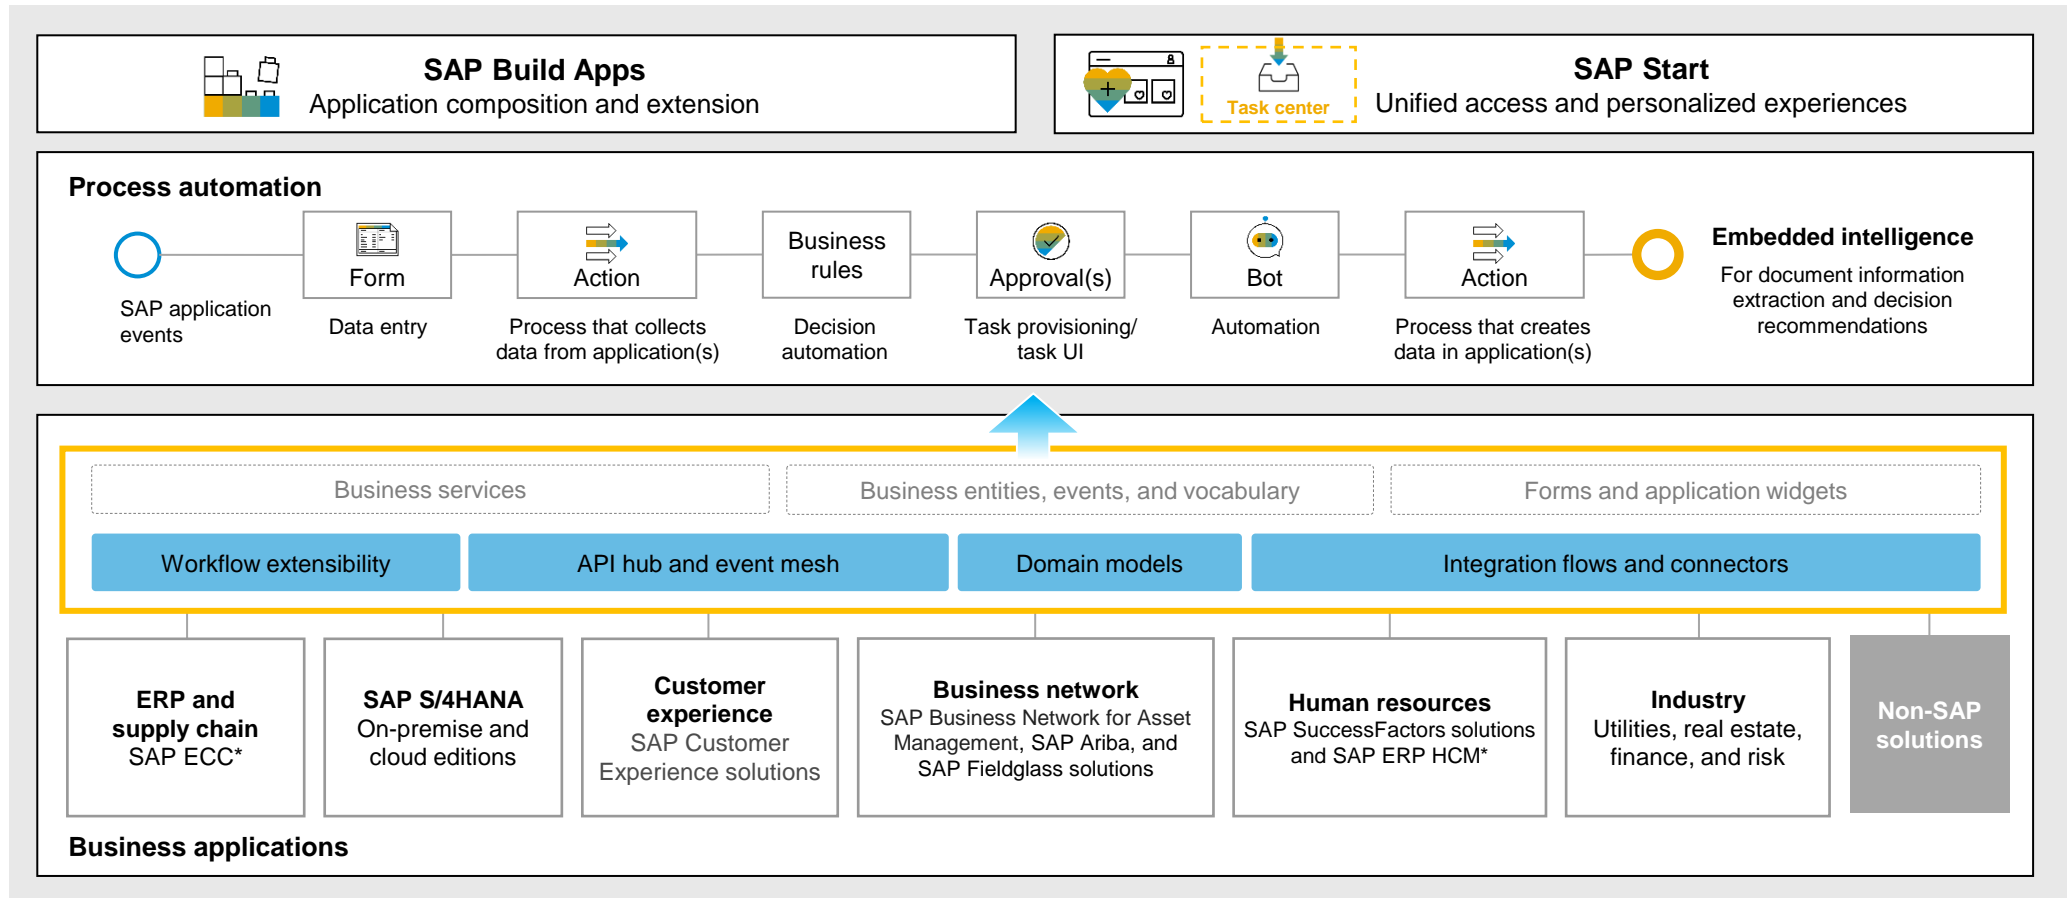 SAP Build Apps
Application composition and extension
Task center
SAP Start
Unified access and personalized experiences
Process automation
SAP application
events
Form
Data entry
Action
Process that collects
data from application(s)
Business
rules
Decision
automation
Approval(s)
Task provisioning/
task UI
Bot
Automation
Action
Process that creates
data in application(s)
Embedded intelligence
For document information
extraction and decision
recommendations
Business services
Business entities, events, and vocabulary
Forms and application widgets
Workflow extensibility
API hub and event mesh
Domain models
Integration flows and connectors
ERP and
supply chain
SAP ECC*
SAP S/4HANA
On-premise and
cloud editions
Customer
experience
SAP Customer
Experience solutions
Business network
SAP Business Network for Asset
Management, SAP Ariba, and
SAP Fieldglass solutions
Human resources
SAP SuccessFactors solutions
and SAP ERP HCM*
Industry
Utilities, real estate,
finance, and risk
Non-SAP
solutions
Business applications